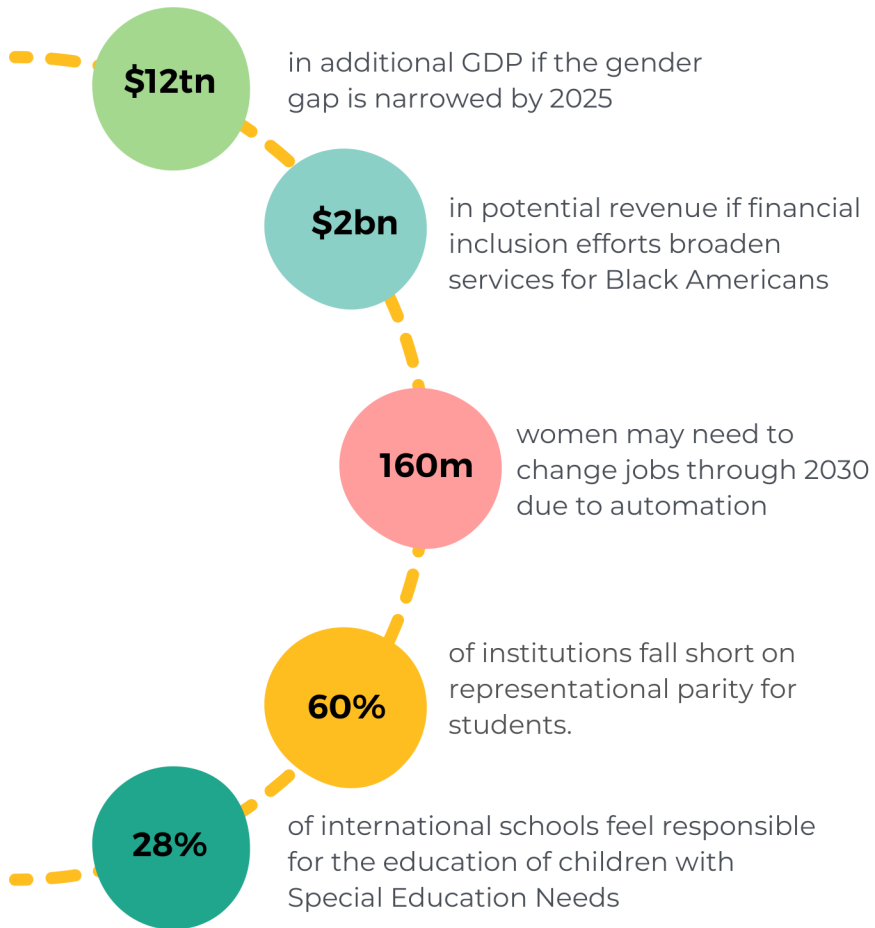 $12tn
in additional GDP if the gender
gap is narrowed by 2025
$2bn
in potential revenue if financial
inclusion efforts broaden
services for Black Americans
160m
women may need to
change jobs through 2030
due to automation
60%
of institutions fall short on
representational parity for
students.
28%
of international schools feel responsible
for the education of children with
Special Education Needs